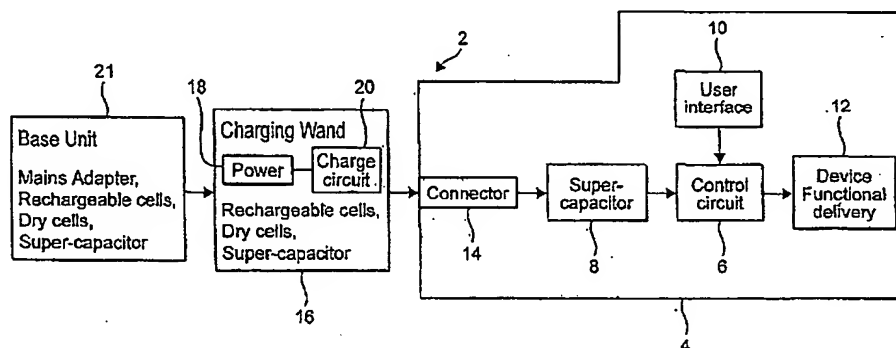 21
Base Unit
Mains Adapter,
Rechargeable cells,
Dry cells,
Super-capacitor
18
20
Charging Wand
Power
Charge
circuit
Rechargeable cells,
Dry cells,
Super-capacitor
16
2
Connector
14
Super-
capacitor
8
10
User
interface
Control
circuit
6
12
Device
Functional
delivery
4